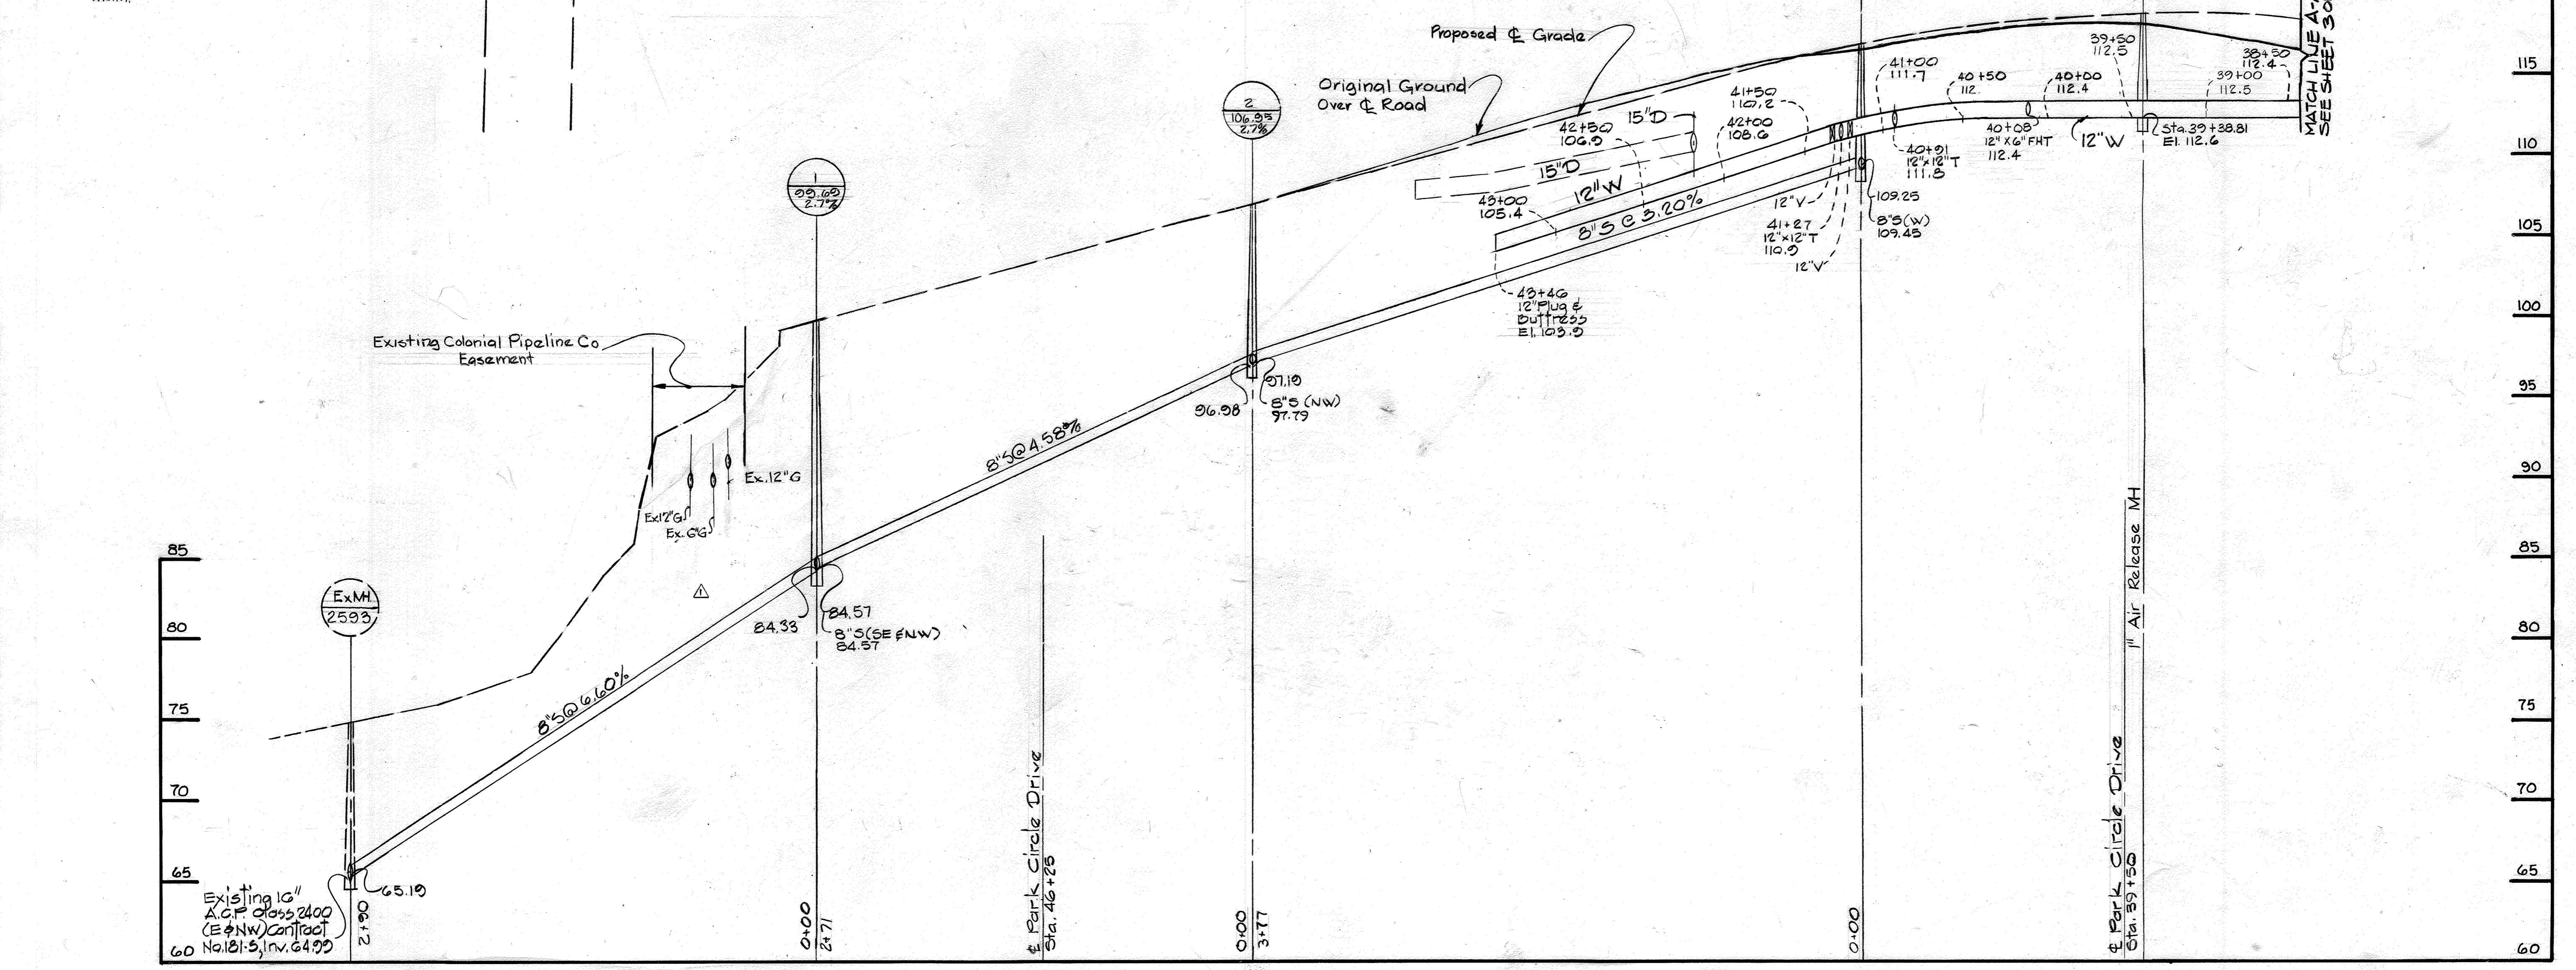 Proposed ℄ Grade
Original Ground
Over ℄ Road
MATCH LINE A-
SEE SHEET 30
115
110
105
100
95
90
85
80
75
70
65
60
85
80
75
70
65
60
Existing Colonial Pipeline Co
Easement
Ex.12"G
Ex12"G
Ex.6"G
ExMH
2593
1
99.69
2.7%
2
106.95
2.7%
8"S@6.60%
8"S@4.58%
8"S @ 3.20%
12"W
15"D
15"D
42+50
106.9
41+50
110.2
42+00
108.6
43+00
105.4
43+46
12"Plug &
Buttress
El.103.9
12"V
41+27
12"x12"T
110.9
12"V
109.25
8"S(W)
109.45
41+00
111.7
40+50
112.
40+00
112.4
39+50
112.5
39+00
112.5
38+50
112.4
40+91
12"x12"T
111.8
40+08
12"X6"FHT
112.4
12"W
Sta.39+38.81
El. 112.6
96.98
97.19
8"S (NW)
97.79
84.33
84.57
8"S(SE & NW)
84.57
65.19
Existing 16"
A.C.P. Class 2400
(E & NW) Contract
No.181-S, Inv. 64.99
2+90
0+00
2+71
℄ Park Circle Drive
Sta. 46+25
0+00
3+77
0+00
℄ Park Circle Drive
Sta. 39+50
1" Air Release MH